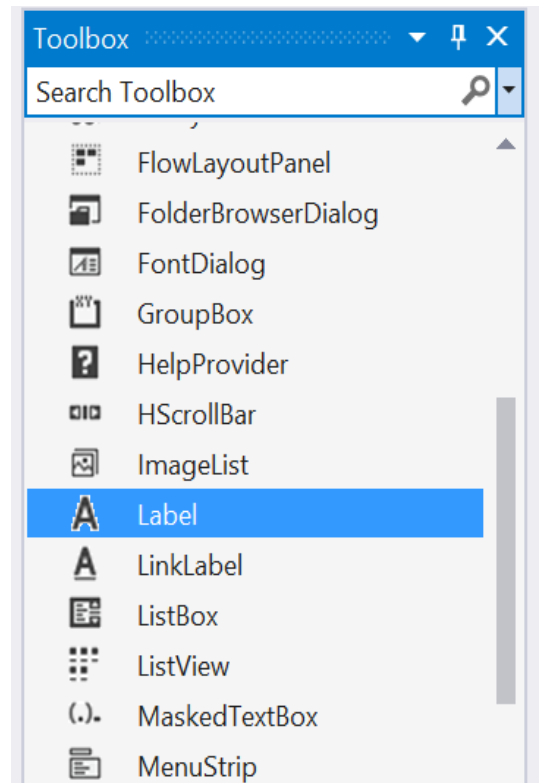 Toolbox
Search Toolbox
FlowLayoutPanel
FolderBrowserDialog
FontDialog
GroupBox
HelpProvider
HScrollBar
ImageList
Label
LinkLabel
ListBox
ListView
MaskedTextBox
MenuStrip